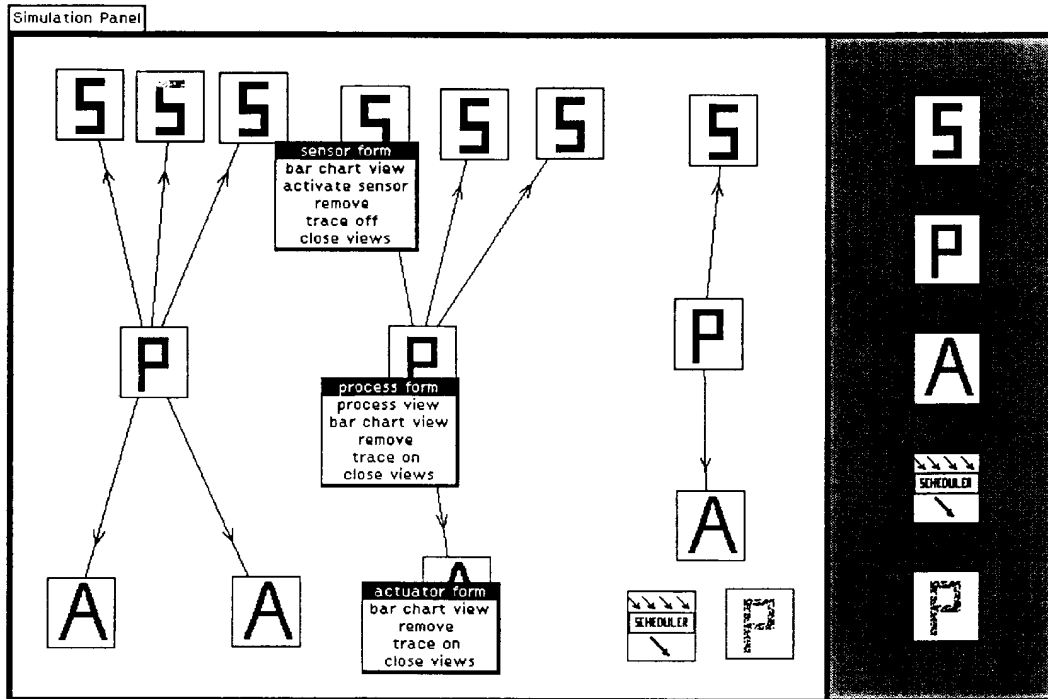 Simulation Panel
S S S S S S S
sensor form
bar chart view
activate sensor
remove
trace off
close views
P P P
process form
process view
bar chart view
remove
trace on
close views
A A A A
actuator form
bar chart view
remove
trace on
close views
SCHEDULER
S
P
A
SCHEDULER